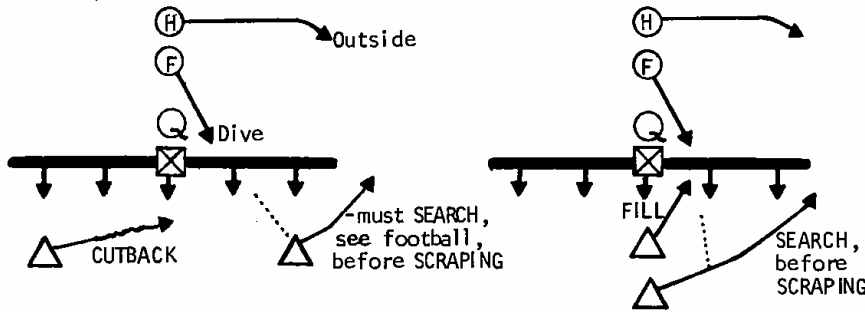 H
Outside
F
Q
Dive
CUTBACK
-must SEARCH,
see football,
before SCRAPING
H
F
Q
FILL
SEARCH,
before
SCRAPING